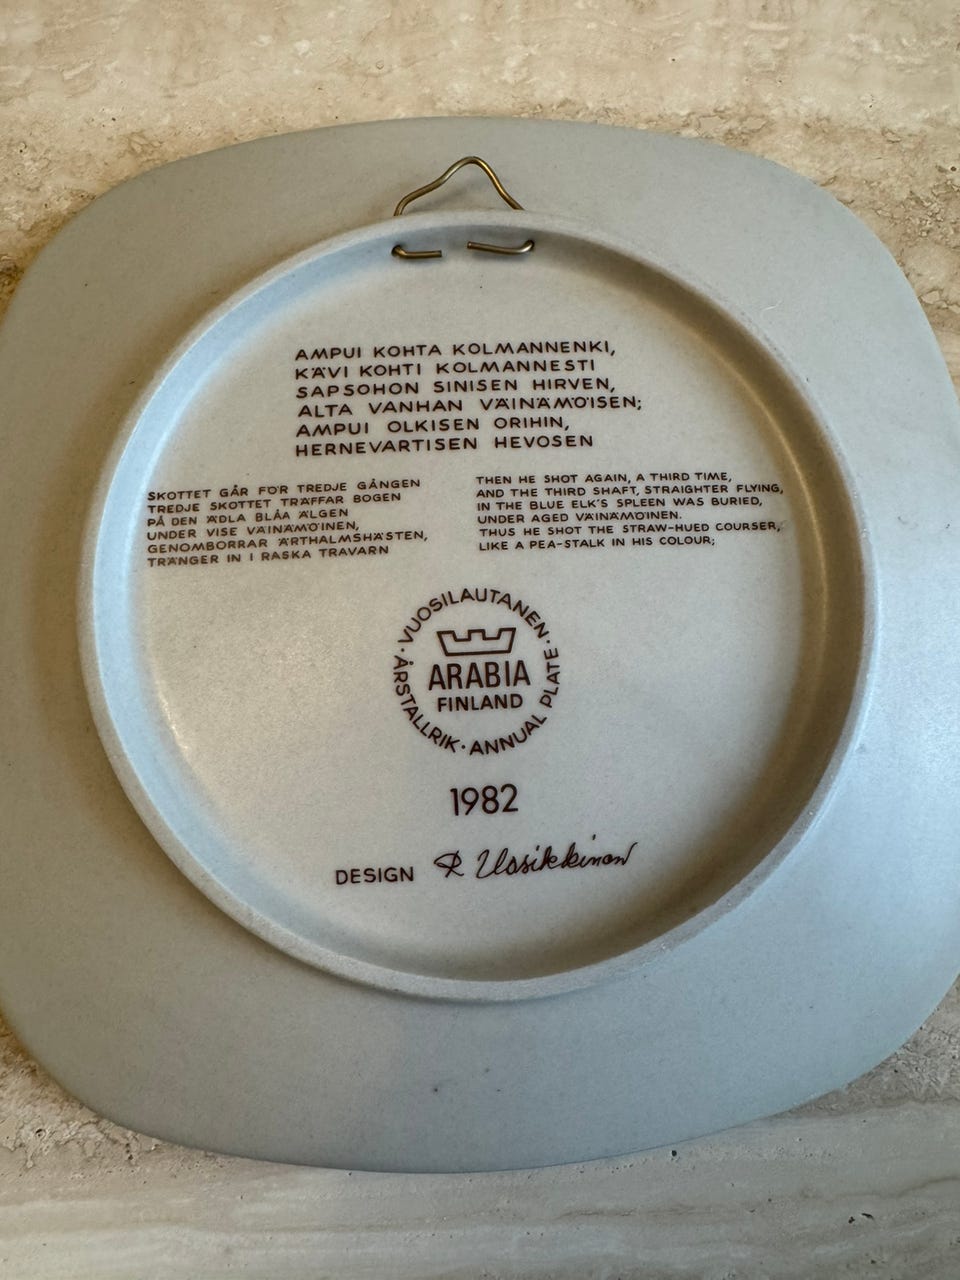 AMPUI KOHTA KOLMANNENKI,
KÄVI KOHTI KOLMANNESTI
SAPSOHON SINISEN HIRVEN,
ALTA VANHAN VÄINÄMÖISEN;
AMPUI OLKISEN ORIHIN,
HERNEVARTISEN HEVOSEN
SKOTTET GÅR FÖR TREDJE GÅNGEN
TREDJE SKOTTET TRÄFFAR BOGEN
PÅ DEN ÄDLA BLÅA ÄLGEN
UNDER VISE VÄINÄMÖINEN,
GENOMBORRAR ÄRTHALMSHÄSTEN,
TRÄNGER IN I RASKA TRAVARN
THEN HE SHOT AGAIN, A THIRD TIME,
AND THE THIRD SHAFT, STRAIGHTER FLYING,
IN THE BLUE ELK'S SPLEEN WAS BURIED,
UNDER AGED VÄINÄMÖINEN.
THUS HE SHOT THE STRAW-HUED COURSER,
LIKE A PEA-STALK IN HIS COLOUR;
· VUOSILAUTANEN ·
ARABIA
FINLAND
ÅRSTALLRIK · ANNUAL PLATE
1982
DESIGN R Uosikkinen